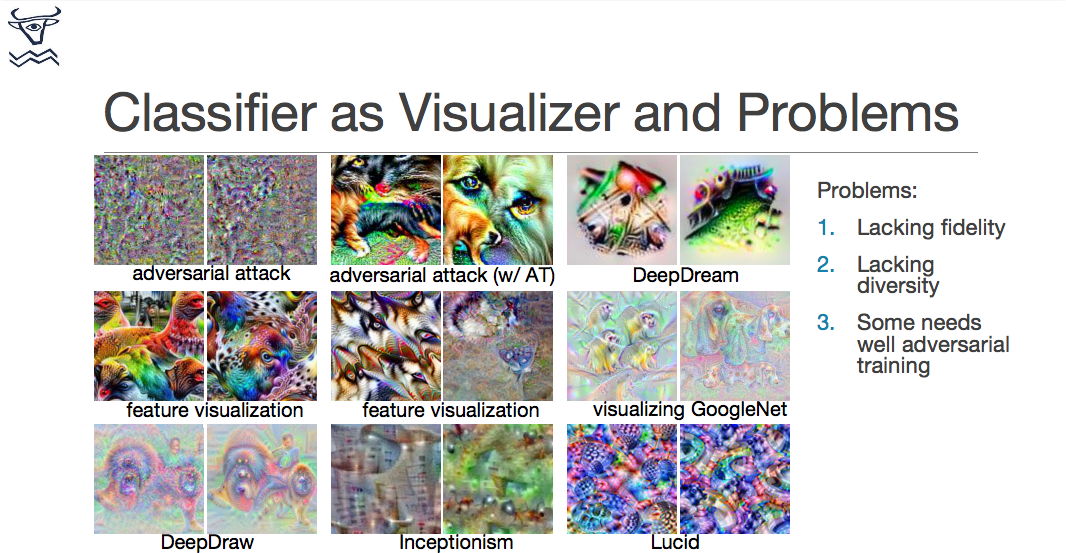 Classifier as Visualizer and Problems
adversarial attack
adversarial attack (w/ AT)
DeepDream
feature visualization
feature visualization
visualizing GoogleNet
DeepDraw
Inceptionism
Lucid
Problems:
1. Lacking fidelity
2. Lacking
diversity
3. Some needs
well adversarial
training